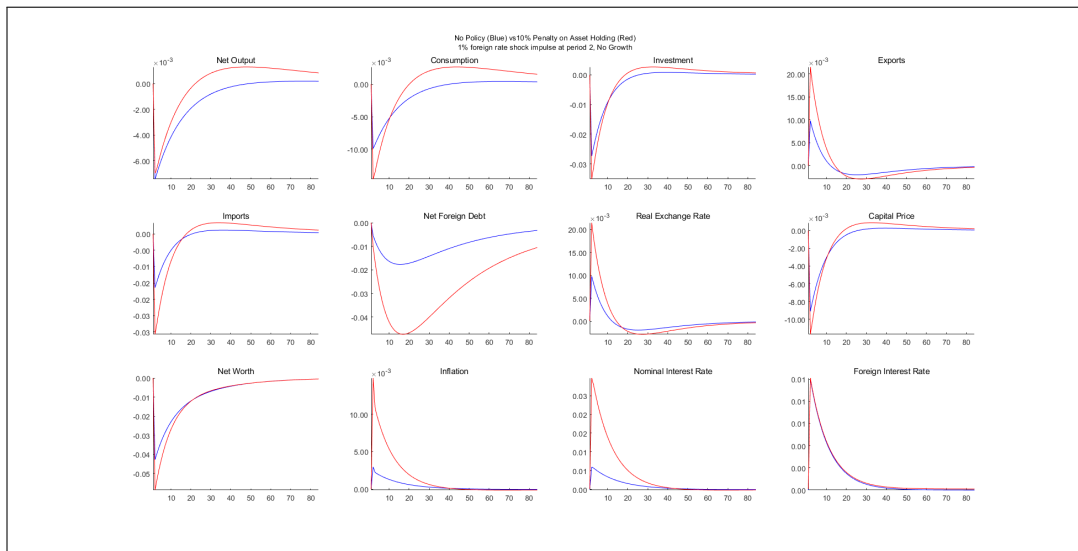 No Policy (Blue) vs10% Penalty on Asset Holding (Red)
1% foreign rate shock impulse at period 2, No Growth
Net Output
×10⁻³
0.00
-2.00
-4.00
-6.00
10 20 30 40 50 60 70 80
Consumption
×10⁻³
0.00
-5.00
-10.00
10 20 30 40 50 60 70 80
Investment
0.00
-0.01
-0.02
-0.03
10 20 30 40 50 60 70 80
Exports
×10⁻³
20.00
15.00
10.00
5.00
0.00
10 20 30 40 50 60 70 80
Imports
0.00
-0.00
-0.01
-0.01
-0.02
-0.03
-0.03
10 20 30 40 50 60 70 80
Net Foreign Debt
0.00
-0.01
-0.02
-0.03
-0.04
10 20 30 40 50 60 70 80
Real Exchange Rate
×10⁻³
20.00
15.00
10.00
5.00
0.00
10 20 30 40 50 60 70 80
Capital Price
×10⁻³
0.00
-2.00
-4.00
-6.00
-8.00
-10.00
10 20 30 40 50 60 70 80
Net Worth
0.00
-0.01
-0.02
-0.03
-0.04
-0.05
10 20 30 40 50 60 70 80
Inflation
×10⁻³
10.00
5.00
0.00
10 20 30 40 50 60 70 80
Nominal Interest Rate
0.03
0.03
0.02
0.01
0.01
0.00
10 20 30 40 50 60 70 80
Foreign Interest Rate
0.01
0.01
0.01
0.00
0.00
0.00
10 20 30 40 50 60 70 80